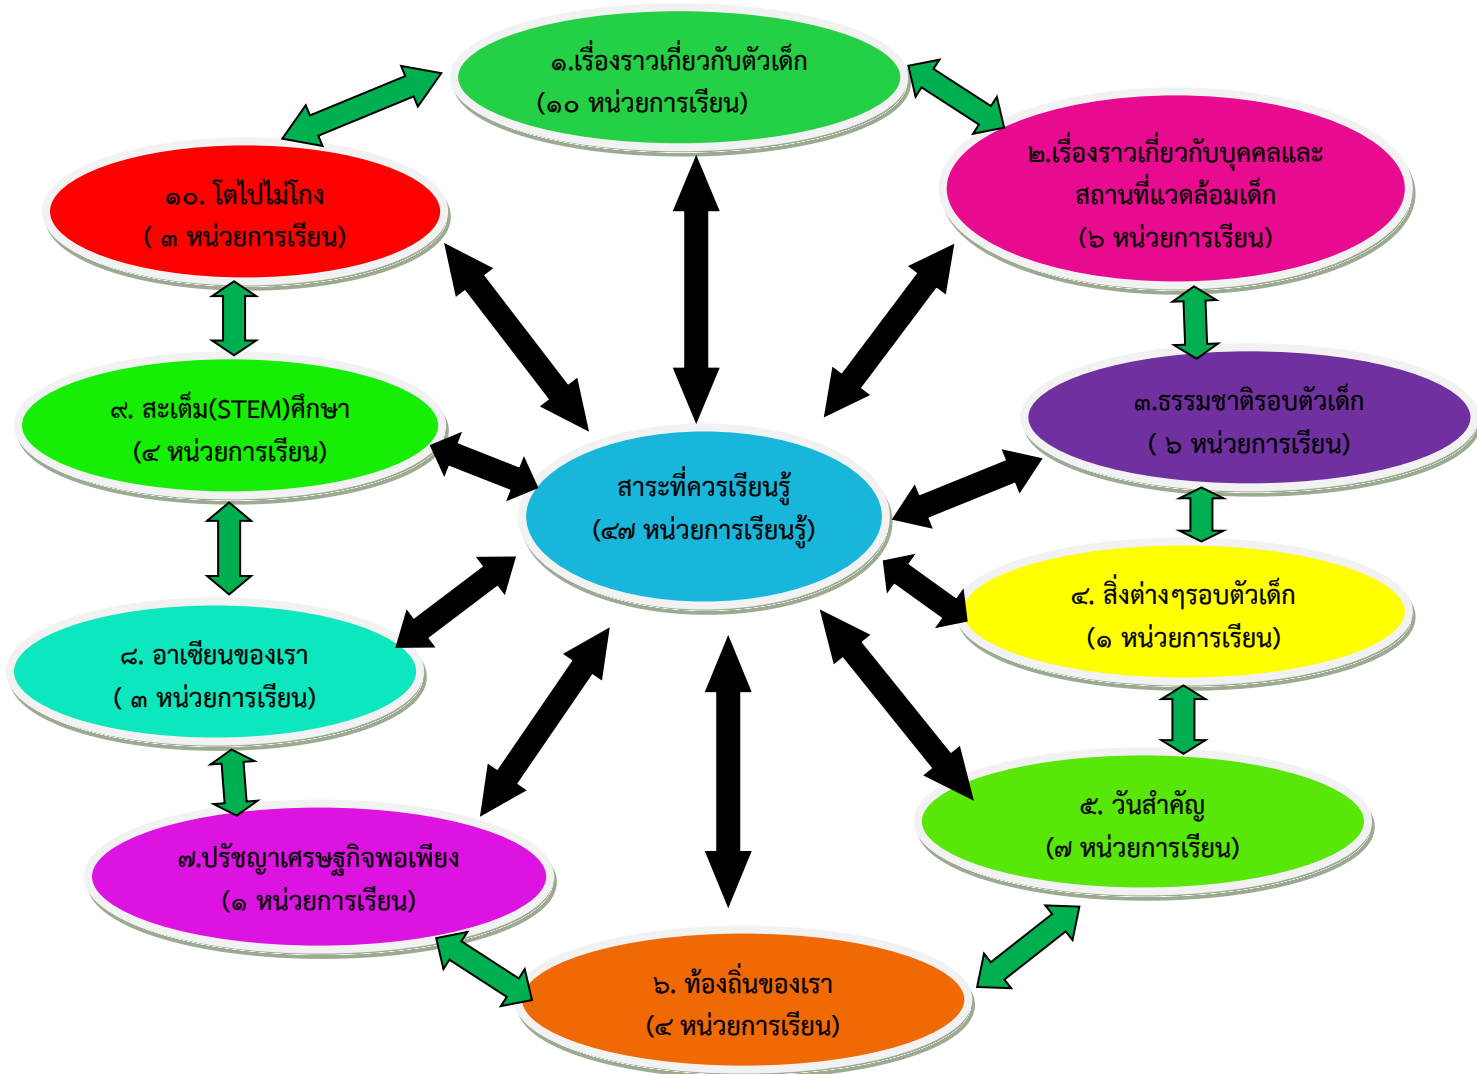 ๑.เรื่องราวเกี่ยวกับตัวเด็ก
(๑๐ หน่วยการเรียน)
๒.เรื่องราวเกี่ยวกับบุคคลและ
สถานที่แวดล้อมเด็ก
(๖ หน่วยการเรียน)
๓.ธรรมชาติรอบตัวเด็ก
( ๖ หน่วยการเรียน)
๔. สิ่งต่างๆรอบตัวเด็ก
(๑ หน่วยการเรียน)
๕. วันสำคัญ
(๗ หน่วยการเรียน)
๖. ท้องถิ่นของเรา
(๔ หน่วยการเรียน)
๗.ปรัชญาเศรษฐกิจพอเพียง
(๑ หน่วยการเรียน)
๘. อาเซียนของเรา
( ๓ หน่วยการเรียน)
๙. สะเต็ม(STEM)ศึกษา
(๔ หน่วยการเรียน)
๑๐. โตไปไม่โกง
( ๓ หน่วยการเรียน)
สาระที่ควรเรียนรู้
(๔๗ หน่วยการเรียนรู้)